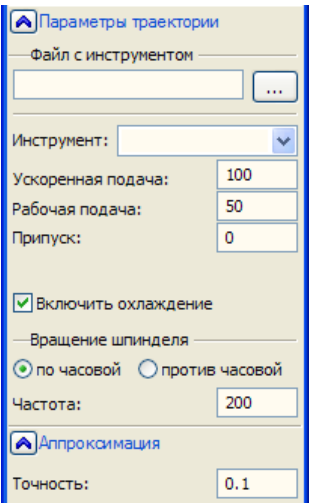 Параметры траектории
Файл с инструментом
...
Инструмент:
Ускоренная подача: 100
Рабочая подача: 50
Припуск: 0
Включить охлаждение
Вращение шпинделя
по часовой против часовой
Частота: 200
Аппроксимация
Точность: 0.1